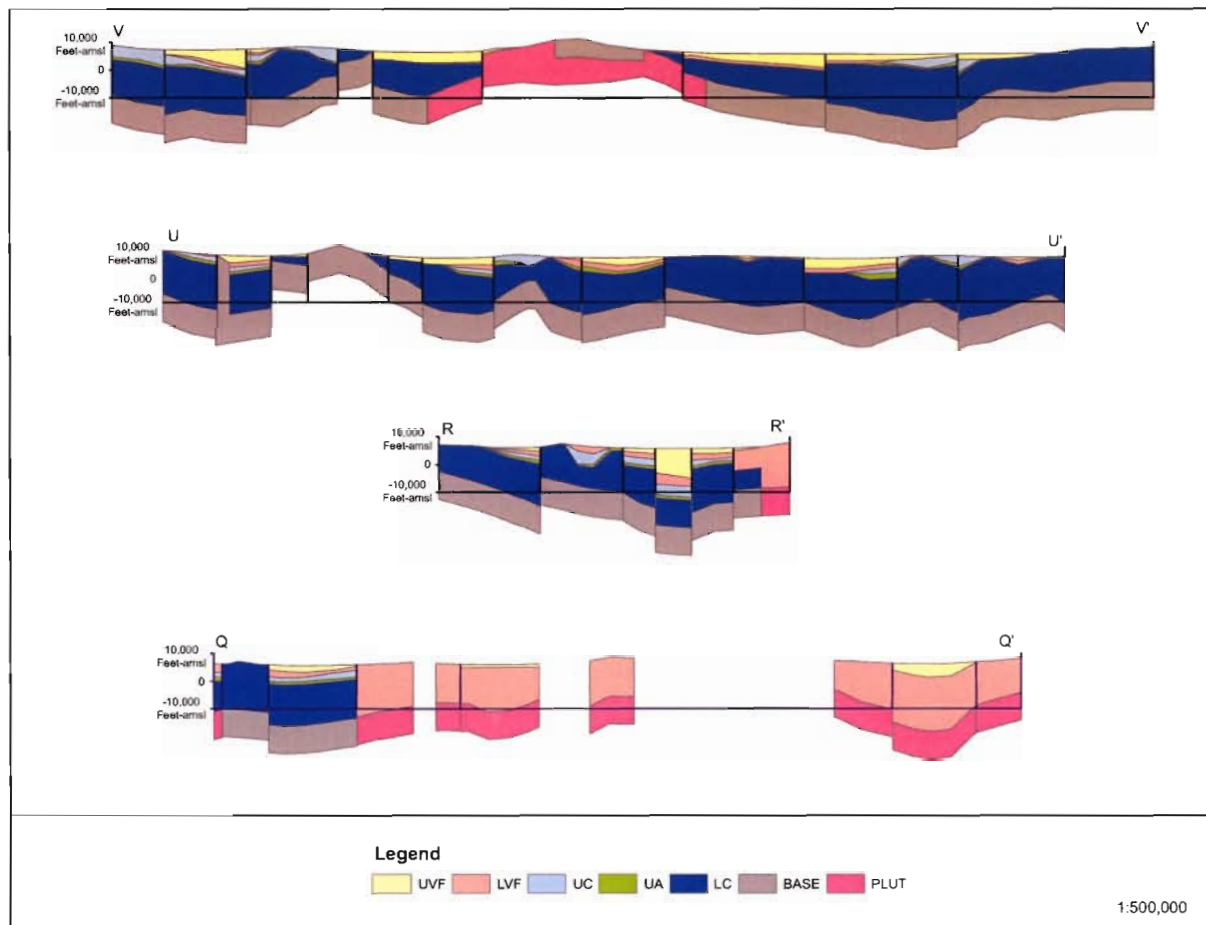 V V'
10,000
Feet-amsl
0
-10,000
Feet-amsl
U U'
10,000
Feet-amsl
0
-10,000
Feet-amsl
R R'
10,000
Feet-amsl
0
-10,000
Feet-amsl
Q Q'
10,000
Feet-amsl
0
-10,000
Feet-amsl
Legend
UVF LVF UC UA LC BASE PLUT
1:500,000